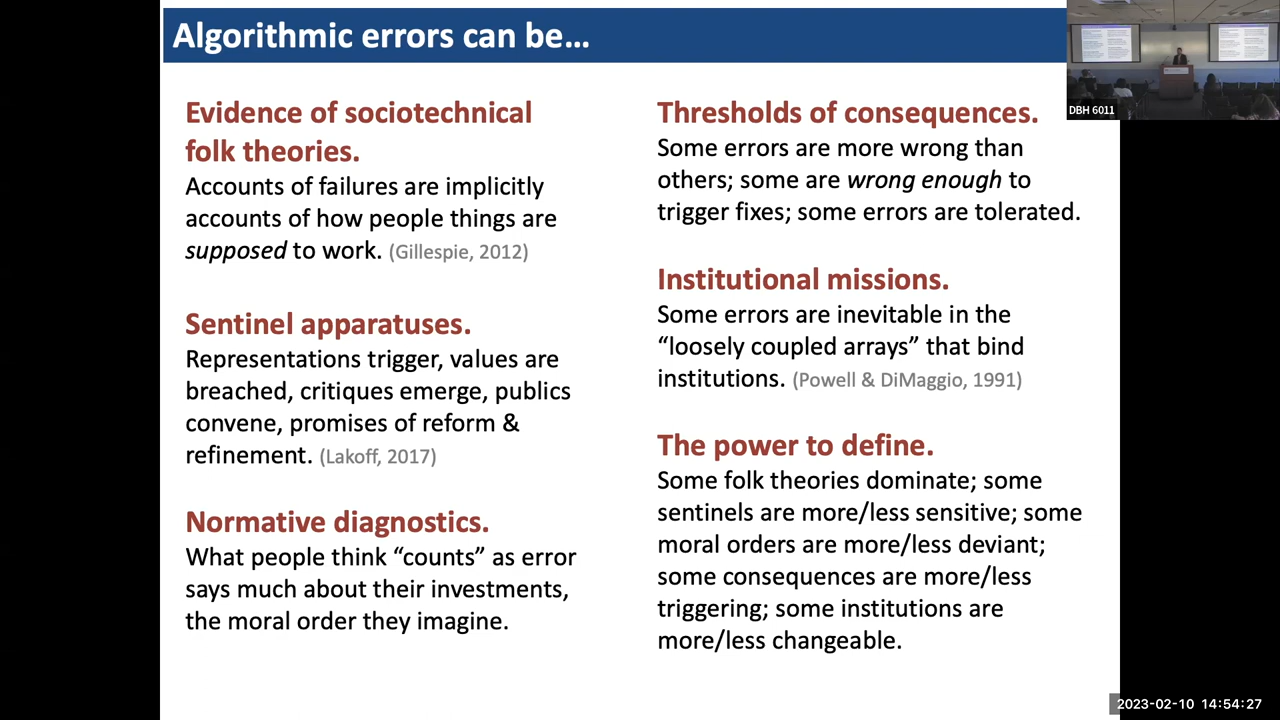 Algorithmic errors can be...
Evidence of sociotechnical
folk theories.
Accounts of failures are implicitly
accounts of how people things are
supposed to work. (Gillespie, 2012)
Sentinel apparatuses.
Representations trigger, values are
breached, critiques emerge, publics
convene, promises of reform &
refinement. (Lakoff, 2017)
Normative diagnostics.
What people think “counts” as error
says much about their investments,
the moral order they imagine.
Thresholds of consequences.
Some errors are more wrong than
others; some are wrong enough to
trigger fixes; some errors are tolerated.
Institutional missions.
Some errors are inevitable in the
“loosely coupled arrays” that bind
institutions. (Powell & DiMaggio, 1991)
The power to define.
Some folk theories dominate; some
sentinels are more/less sensitive; some
moral orders are more/less deviant;
some consequences are more/less
triggering; some institutions are
more/less changeable.
DBH 6011
2023-02-10 14:54:27